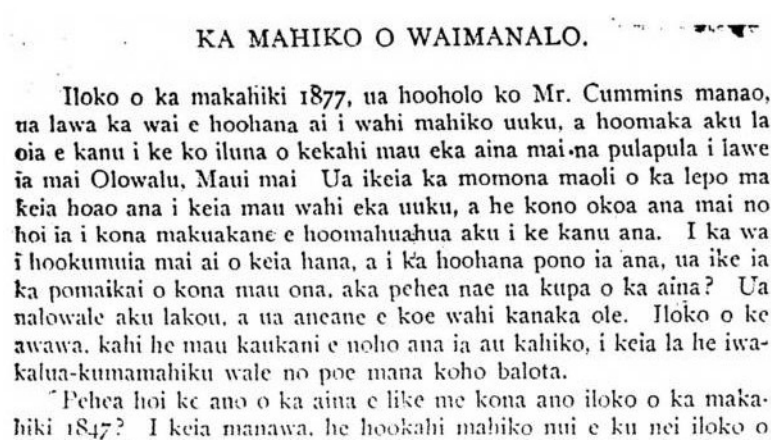 KA MAHIKO O WAIMANALO.
Iloko o ka makahiki 1877, ua hooholo ko Mr. Cummins manao,
ua lawa ka wai e hoohana ai i wahi mahiko uuku, a hoomaka aku la
oia e kanu i ke ko iluna o kekahi mau eka aina mai na pulapula i lawe
ia mai Olowalu, Maui mai Ua ikeia ka momona maoli o ka lepo ma
keia hoao ana i keia mau wahi eka uuku, a he kono okoa ana mai no
hoi ia i kona makuakane e hoomahuahua aku i ke kanu ana. I ka wa
i hookumuia mai ai o keia hana, a i ka hoohana pono ia ana, ua ike ia
ka pomaikai o kona mau ona, aka pehea nae na kupa o ka aina? Ua
nalowale aku lakou, a ua aneane e koe wahi kanaka ole. Iloko o ke
awawa, kahi he mau kaukani e noho ana ia au kahiko, i keia la he iwa-
kalua-kumamahiku wale no poe mana koho balota.
Pehea hoi ke ano o ka aina e like me kona ano iloko o ka maka-
hiki 1847? I keia manawa, he hookahi mahiko nui e ku nei iloko o